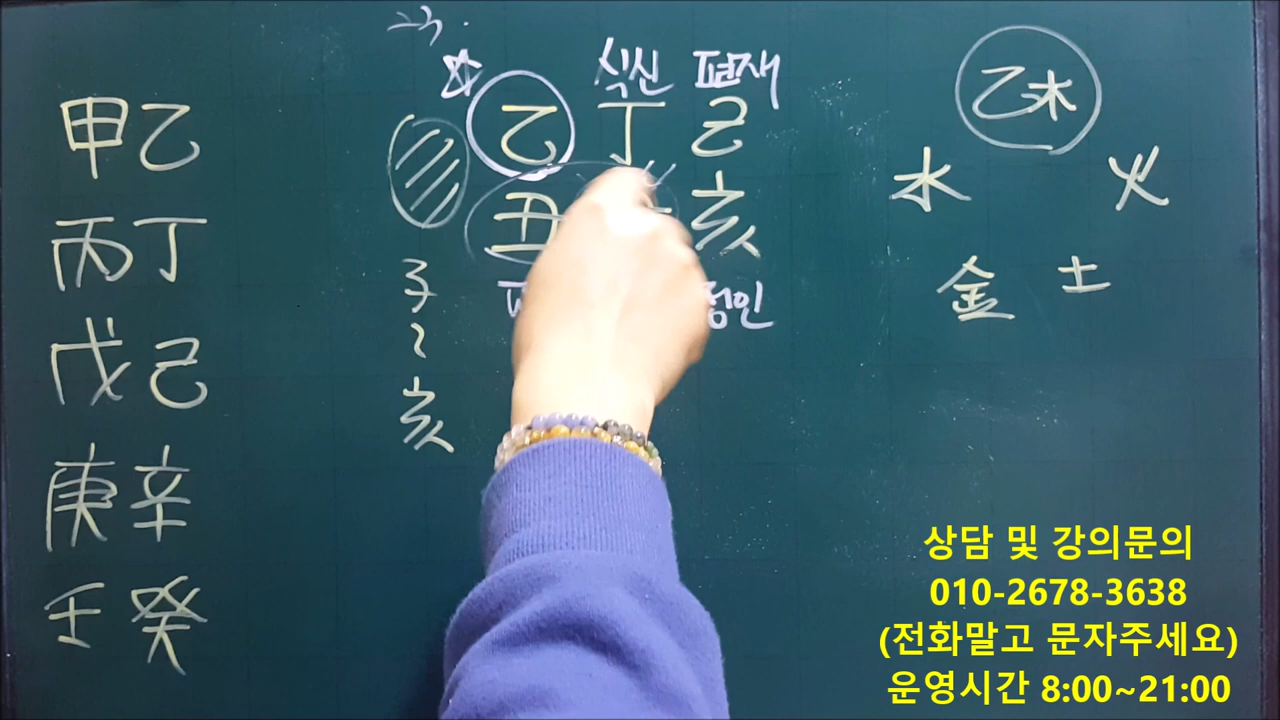 甲乙
丙丁
戊己
庚辛
壬癸
子
~
亥
식신 편재
乙 丁 己
丑 亥
정인
乙木
水 火
金 土
상담 및 강의문의
010-2678-3638
(전화말고 문자주세요)
운영시간 8:00~21:00